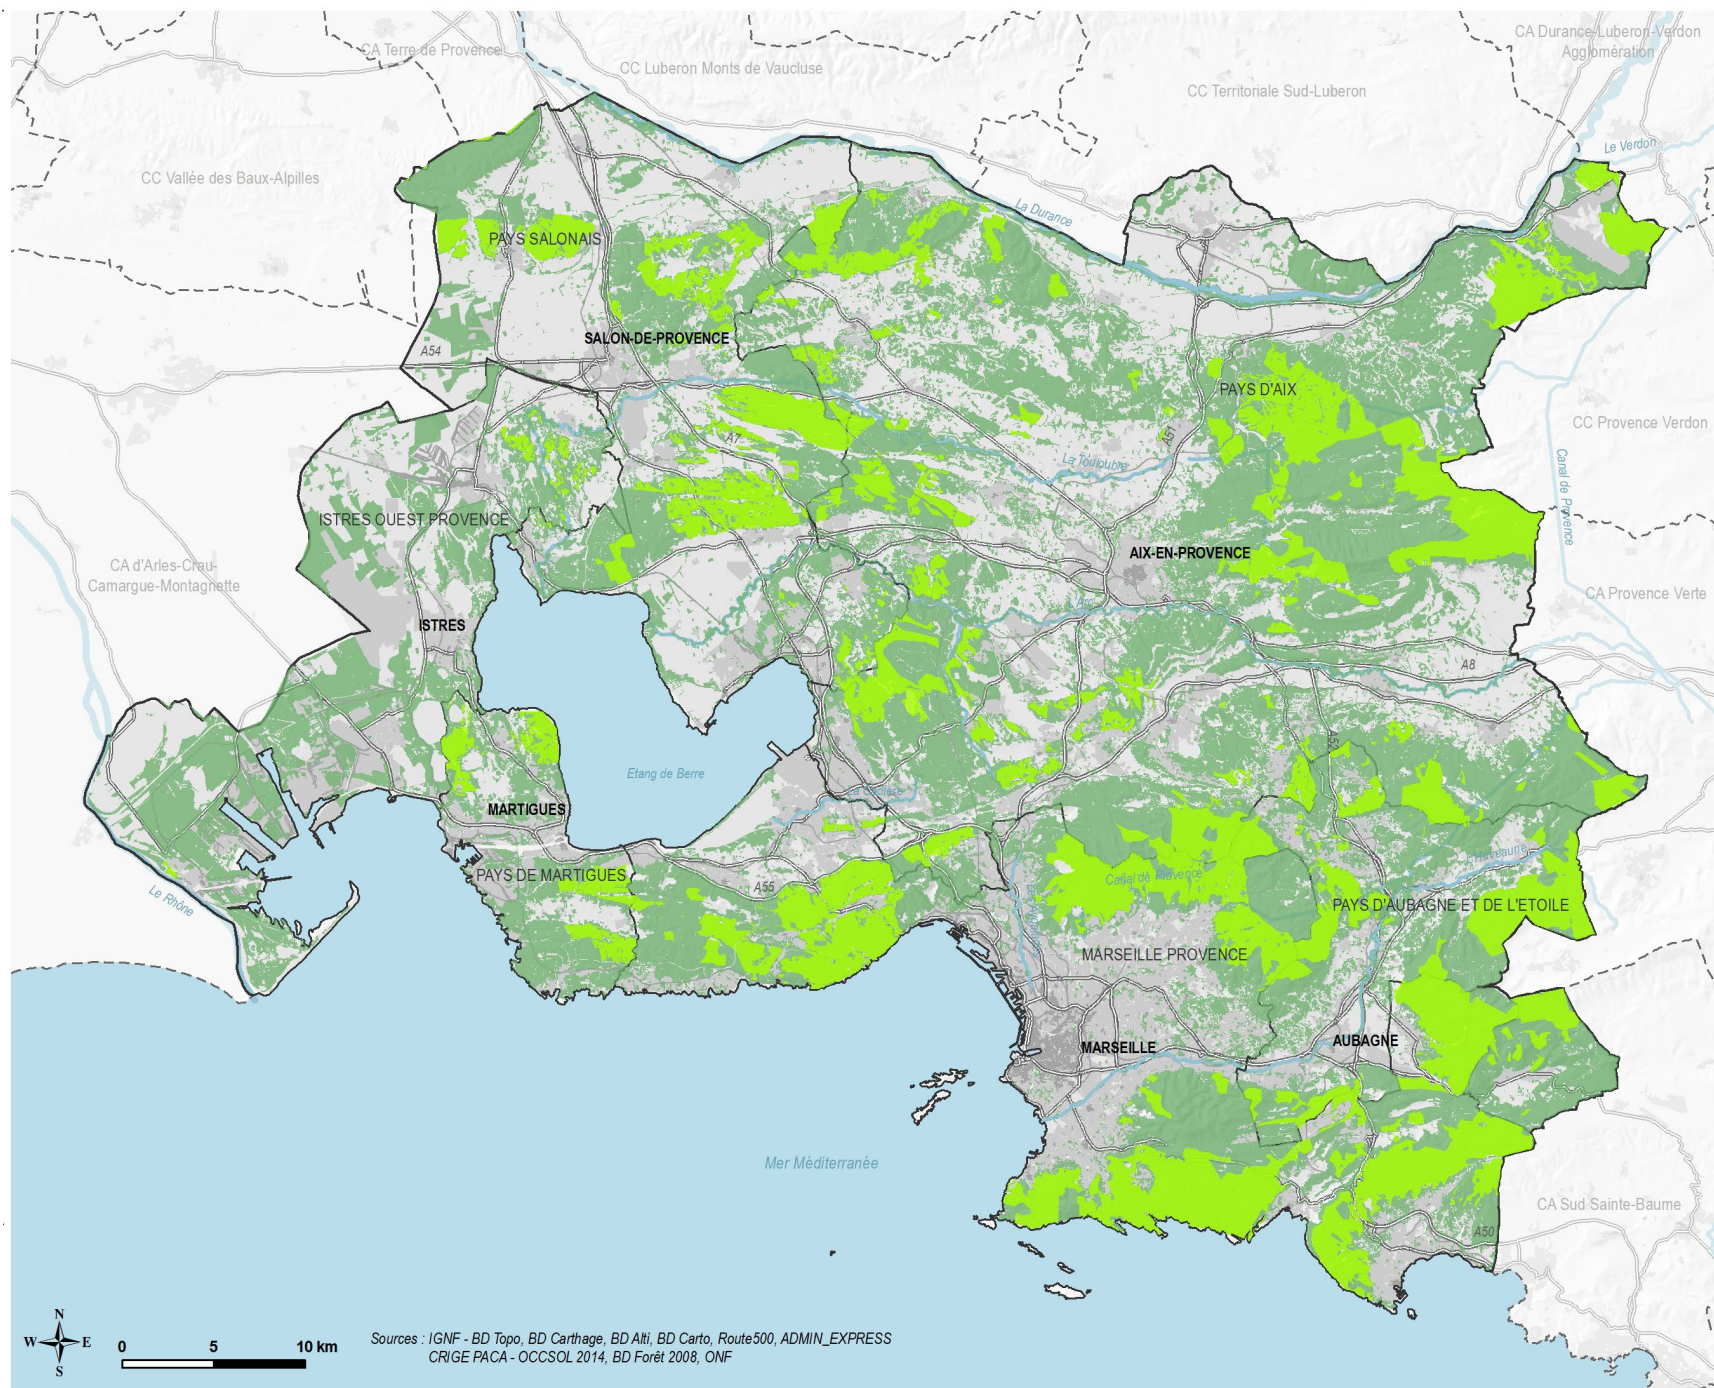 CA Terre de Provence
CC Luberon Monts de Vaucluse
CA Durance-Luberon-Verdon
Agglomération
CC Territoriale Sud-Luberon
Le Verdon
CC Vallée des Baux-Alpilles
La Durance
PAYS SALONAIS
SALON-DE-PROVENCE
A54
PAYS D'AIX
CC Provence Verdon
A7
A51
La Touloubre
Canal de Provence
ISTRES OUEST PROVENCE
AIX-EN-PROVENCE
CA d'Arles-Crau-
Camargue-Montagnette
CA Provence Verte
Arc
ISTRES
A8
A52
Etang de Berre
La Cadière
MARTIGUES
L'Huveaune
PAYS DE MARTIGUES
A55
Canal de Provence
Le Rhône
PAYS D'AUBAGNE ET DE L'ETOILE
MARSEILLE PROVENCE
MARSEILLE
AUBAGNE
Mer Méditerranée
CA Sud Sainte-Baume
A50
N
W E
S
0 5 10 km
Sources : IGNF - BD Topo, BD Carthage, BD Alti, BD Carto, Route500, ADMIN_EXPRESS
CRIGE PACA - OCCSOL 2014, BD Forêt 2008, ONF